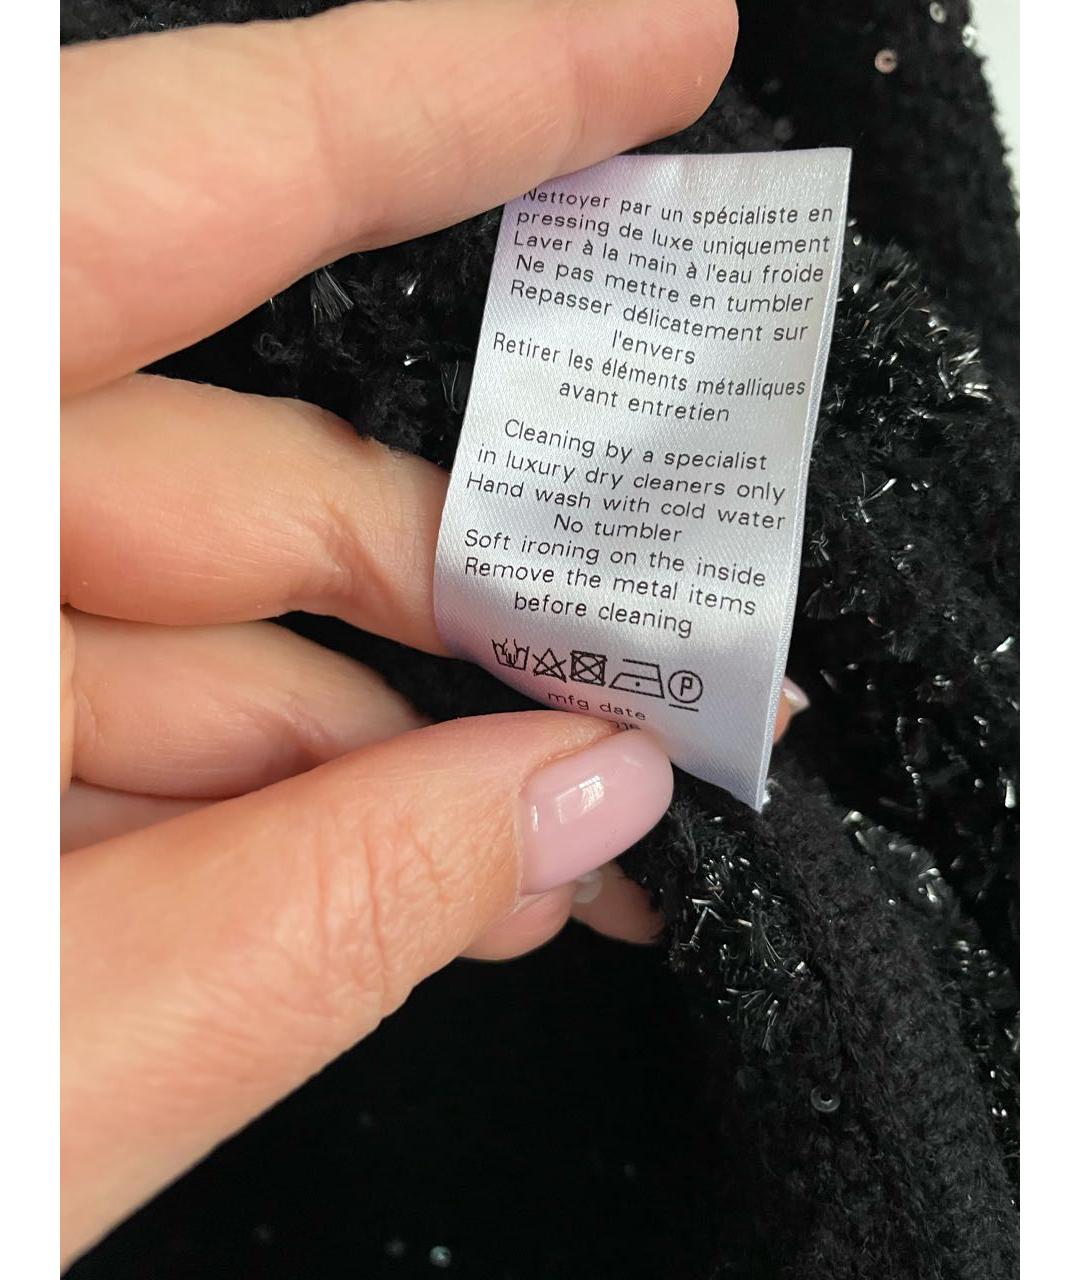 Nettoyer par un spécialiste en
pressing de luxe uniquement
Laver à la main à l'eau froide
Ne pas mettre en tumbler
Repasser délicatement sur
l'envers
Retirer les éléments métalliques
avant entretien
Cleaning by a specialist
in luxury dry cleaners only
Hand wash with cold water
No tumbler
Soft ironing on the inside
Remove the metal items
before cleaning
P
mfg date